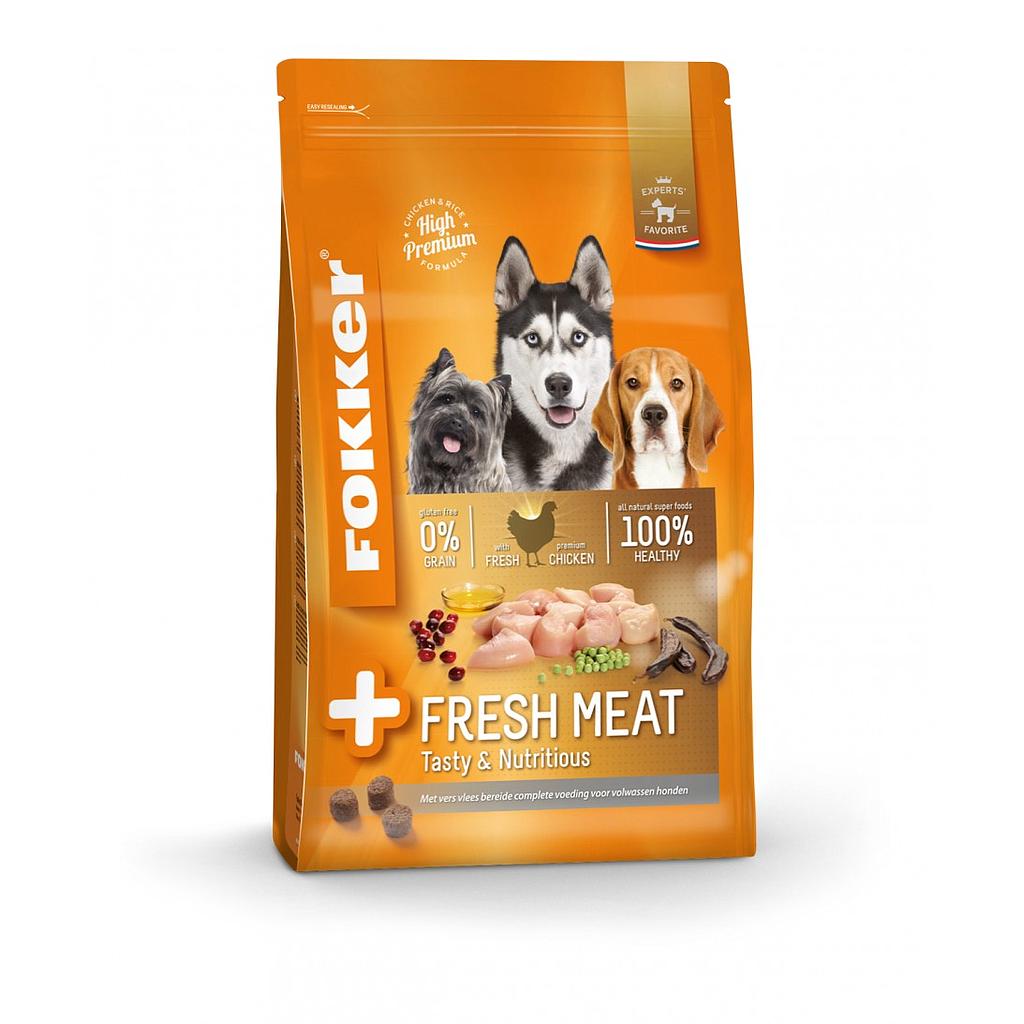 EASY RESEALING
EXPERTS'
FAVORITE
CHICKEN & RICE
High
Premium
FORMULA
FOKKER®
gluten free
0%
GRAIN
with
FRESH
premium
CHICKEN
all natural super foods
100%
HEALTHY
+ FRESH MEAT
Tasty & Nutritious
Met vers vlees bereide complete voeding voor volwassen honden